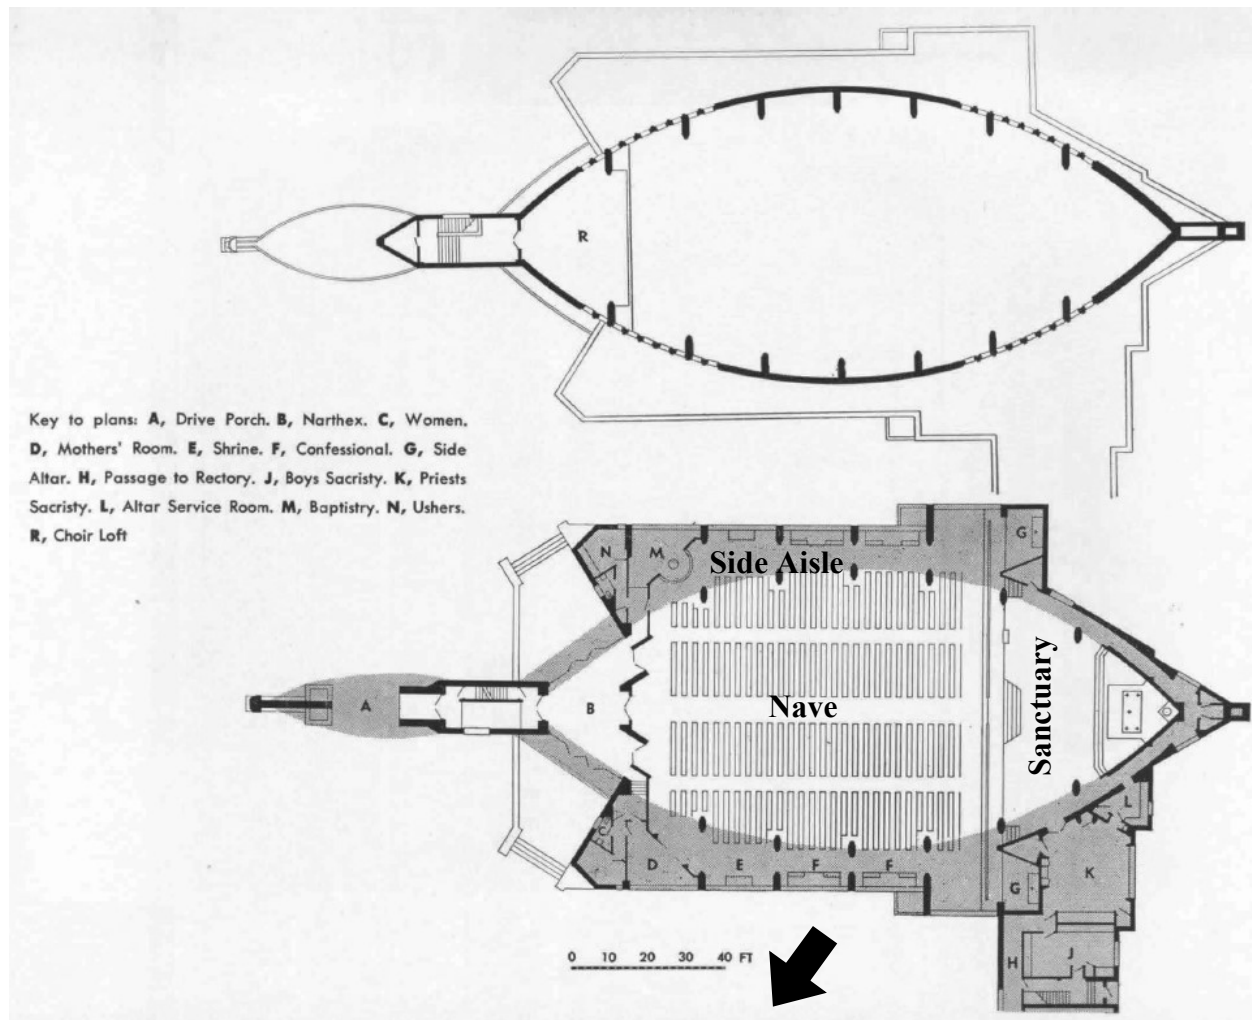 R
Key to plans: A, Drive Porch. B, Narthex. C, Women.
D, Mothers' Room. E, Shrine. F, Confessional. G, Side
Altar. H, Passage to Rectory. J, Boys Sacristy. K, Priests
Sacristy. L, Altar Service Room. M, Baptistry. N, Ushers.
R, Choir Loft
N
M
Side Aisle
G
A
B
Nave
Sanctuary
C
L
D
E
F
F
G
K
H
J
0 10 20 30 40 FT